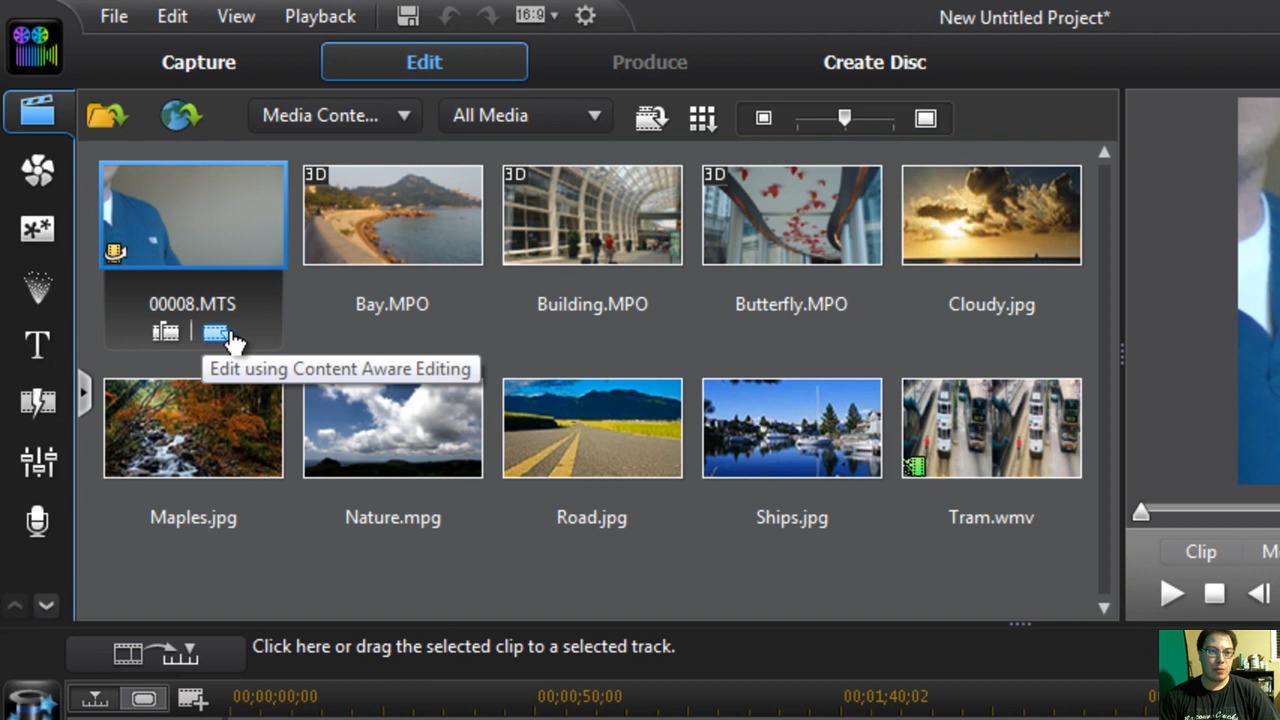 File Edit View Playback 16:9 New Untitled Project*
Capture Edit Produce Create Disc
Media Conte... All Media
3D 3D 3D
00008.MTS Bay.MPO Building.MPO Butterfly.MPO Cloudy.jpg
Edit using Content Aware Editing
Maples.jpg Nature.mpg Road.jpg Ships.jpg Tram.wmv
Clip
Click here or drag the selected clip to a selected track.
00;00;00;00 00;00;50;00 00;01;40;02